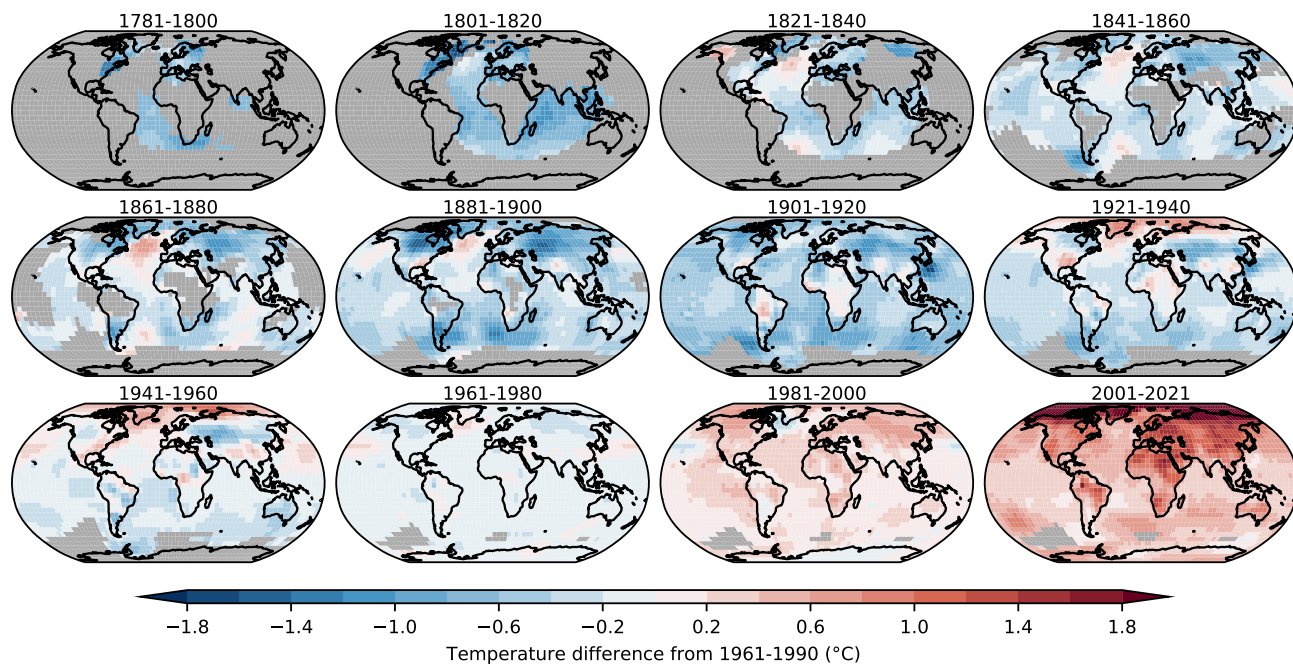 1781-1800 1801-1820 1821-1840 1841-1860
1861-1880 1881-1900 1901-1920 1921-1940
1941-1960 1961-1980 1981-2000 2001-2021
−1.8 −1.4 −1.0 −0.6 −0.2 0.2 0.6 1.0 1.4 1.8
Temperature difference from 1961-1990 (°C)